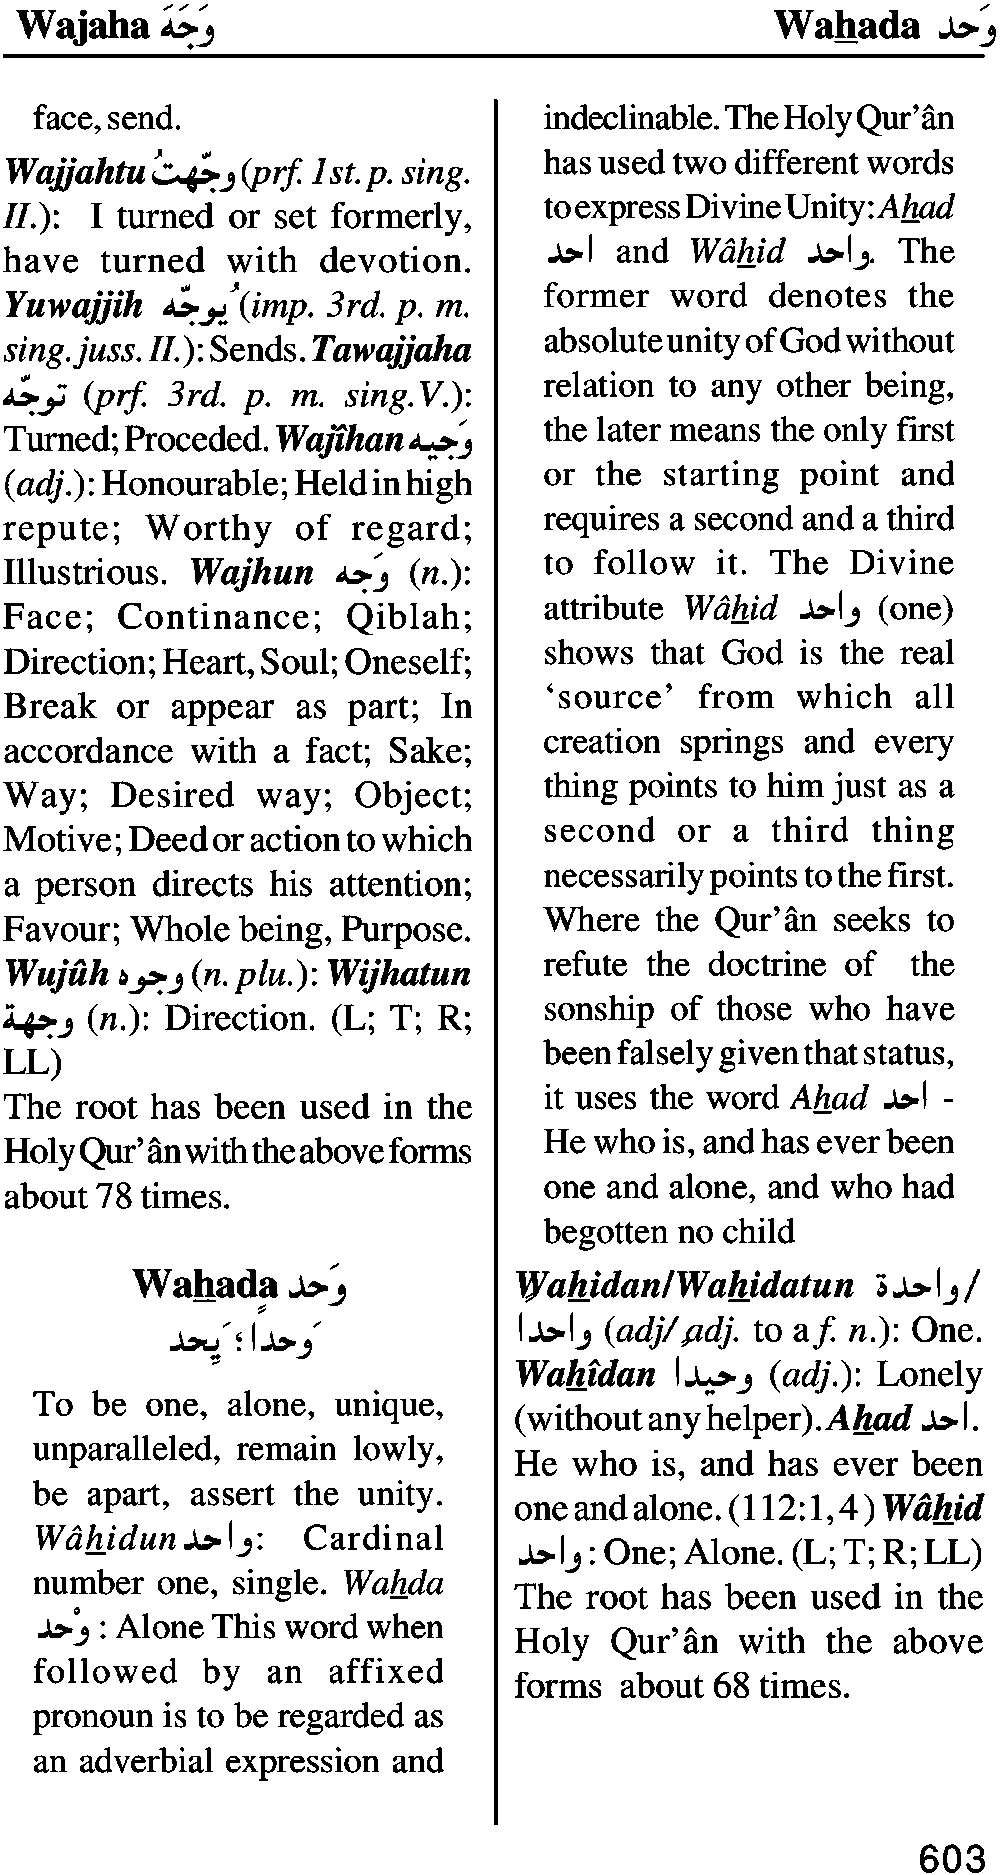 Wajaha وَجَهَ
Wahada وَحد
face, send.
Wajjahtu وجّهتُ (prf. 1st. p. sing.
II.): I turned or set formerly,
have turned with devotion.
Yuwajjih يُوجّه (imp. 3rd. p. m.
sing. juss. II.): Sends. Tawajjaha
توجّه (prf. 3rd. p. m. sing. V.):
Turned; Proceded. Wajîhan وَجيه
(adj.): Honourable; Held in high
repute; Worthy of regard;
Illustrious. Wajhun وَجه (n.):
Face; Continance; Qiblah;
Direction; Heart, Soul; Oneself;
Break or appear as part; In
accordance with a fact; Sake;
Way; Desired way; Object;
Motive; Deed or action to which
a person directs his attention;
Favour; Whole being, Purpose.
Wujûh وجوه (n. plu.): Wijhatun
وجهة (n.): Direction. (L; T; R;
LL)
The root has been used in the
Holy Qur'ân with the above forms
about 78 times.
Wahada وَحد
وَحداً ؛ يَحِد
To be one, alone, unique,
unparalleled, remain lowly,
be apart, assert the unity.
Wâhidun واحد: Cardinal
number one, single. Wahda
وحْد : Alone This word when
followed by an affixed
pronoun is to be regarded as
an adverbial expression and
indeclinable. The Holy Qur'ân
has used two different words
to express Divine Unity: Ahad
احد and Wâhid واحد. The
former word denotes the
absolute unity of God without
relation to any other being,
the later means the only first
or the starting point and
requires a second and a third
to follow it. The Divine
attribute Wâhid واحد (one)
shows that God is the real
‘source’ from which all
creation springs and every
thing points to him just as a
second or a third thing
necessarily points to the first.
Where the Qur'ân seeks to
refute the doctrine of the
sonship of those who have
been falsely given that status,
it uses the word Ahad احد -
He who is, and has ever been
one and alone, and who had
begotten no child
Wahidan/Wahidatun واحدة/
واحدا (adj/adj. to a f. n.): One.
Wahîdan وحيدا (adj.): Lonely
(without any helper). Ahad احد.
He who is, and has ever been
one and alone. (112:1,4) Wâhid
واحد : One; Alone. (L; T; R; LL)
The root has been used in the
Holy Qur'ân with the above
forms about 68 times.
603